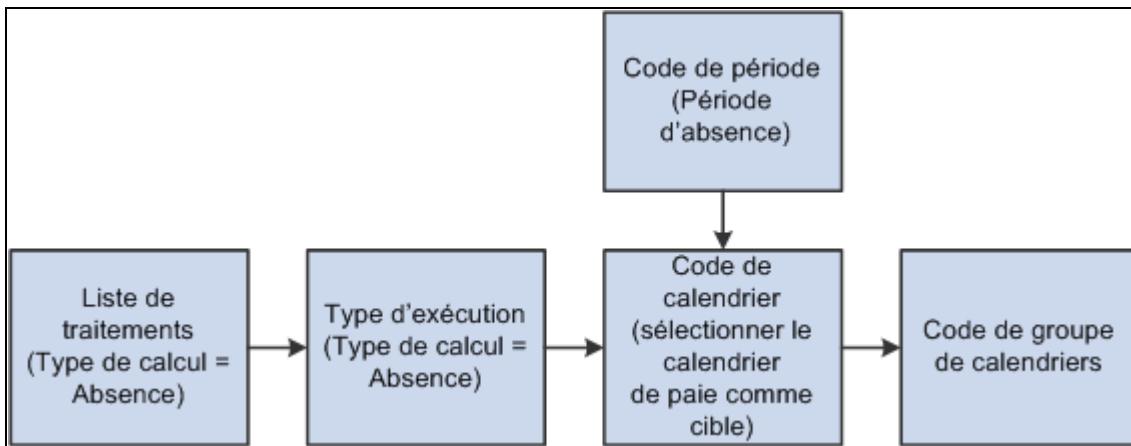 Code de période
(Période
d'absence)
Liste de
traitements
(Type de calcul =
Absence)
Type d'exécution
(Type de calcul =
Absence)
Code de
calendrier
(sélectionner le
calendrier
de paie comme
cible)
Code de groupe
de calendriers